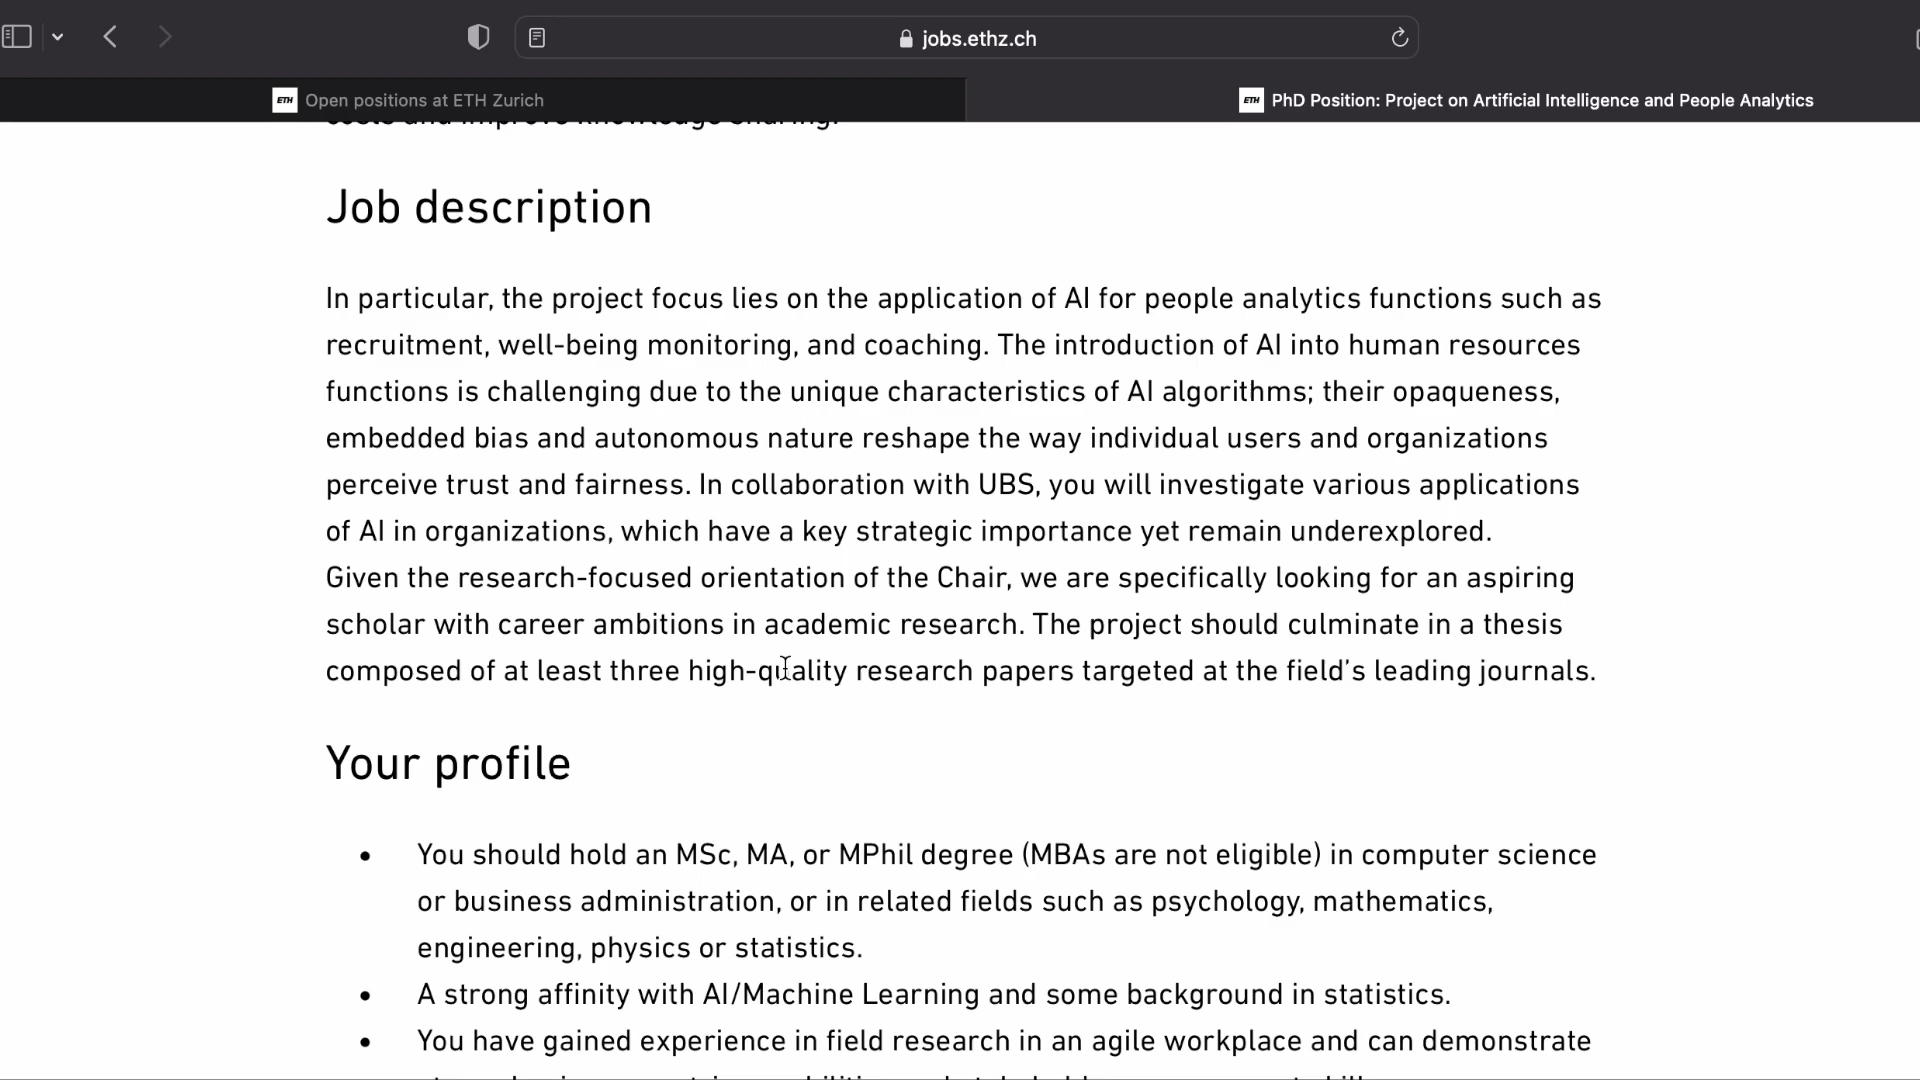 jobs.ethz.ch
ETH Open positions at ETH Zurich
ETH PhD Position: Project on Artificial Intelligence and People Analytics
costs and improve knowledge sharing.
Job description
In particular, the project focus lies on the application of AI for people analytics functions such as
recruitment, well-being monitoring, and coaching. The introduction of AI into human resources
functions is challenging due to the unique characteristics of AI algorithms; their opaqueness,
embedded bias and autonomous nature reshape the way individual users and organizations
perceive trust and fairness. In collaboration with UBS, you will investigate various applications
of AI in organizations, which have a key strategic importance yet remain underexplored.
Given the research-focused orientation of the Chair, we are specifically looking for an aspiring
scholar with career ambitions in academic research. The project should culminate in a thesis
composed of at least three high-quality research papers targeted at the field’s leading journals.
Your profile
• You should hold an MSc, MA, or MPhil degree (MBAs are not eligible) in computer science
or business administration, or in related fields such as psychology, mathematics,
engineering, physics or statistics.
• A strong affinity with AI/Machine Learning and some background in statistics.
• You have gained experience in field research in an agile workplace and can demonstrate